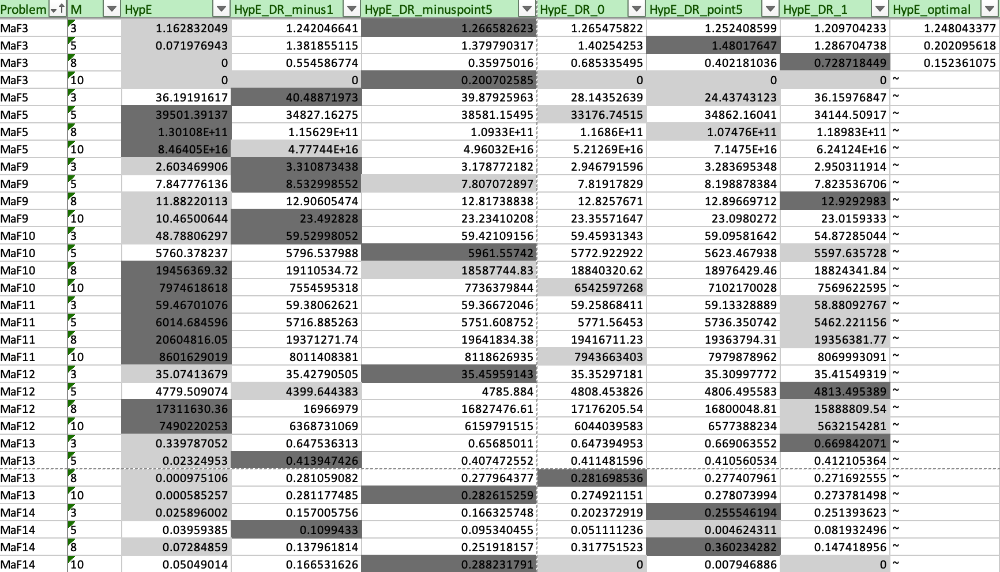 Problem M HypE HypE_DR_minus1 HypE_DR_minuspoint5 HypE_DR_0 HypE_DR_point5 HypE_DR_1 HypE_optimal
MaF3 3 1.162832049 1.242046641 1.266582623 1.265475822 1.252408599 1.209704233 1.248043377
MaF3 5 0.071976943 1.381855115 1.379790317 1.40254253 1.48017647 1.286704738 0.202095618
MaF3 8 0 0.554586774 0.35975016 0.685335495 0.402181036 0.728718449 0.152361075
MaF3 10 0 0 0.200702585 0 0 0 ~
MaF5 3 36.19191617 40.48871973 39.87925963 28.14352639 24.43743123 36.15976847 ~
MaF5 5 39501.39137 34827.16275 38581.15495 33176.74515 34862.16041 34144.50917 ~
MaF5 8 1.30108E+11 1.15629E+11 1.0933E+11 1.1686E+11 1.07476E+11 1.18983E+11 ~
MaF5 10 8.46405E+16 4.77744E+16 4.96032E+16 5.21269E+16 7.1475E+16 6.24124E+16 ~
MaF9 3 2.603469906 3.310873438 3.178772182 2.946791596 3.283695348 2.950311914 ~
MaF9 5 7.847776136 8.532998552 7.807072897 7.81917829 8.198878384 7.823536706 ~
MaF9 8 11.88220113 12.90605474 12.81738838 12.8257671 12.89669712 12.9292983 ~
MaF9 10 10.46500644 23.492828 23.23410208 23.35571647 23.0980272 23.0159333 ~
MaF10 3 48.78806297 59.52998052 59.42109156 59.45931343 59.09581642 54.87285044 ~
MaF10 5 5760.378237 5796.537988 5961.55742 5772.922922 5623.467938 5597.635728 ~
MaF10 8 19456369.32 19110534.72 18587744.83 18840320.62 18976429.46 18824341.84 ~
MaF10 10 7974618618 7554595318 7736379844 6542597268 7102170028 7569622595 ~
MaF11 3 59.46701076 59.38062621 59.36672046 59.25868411 59.13328889 58.88092767 ~
MaF11 5 6014.684596 5716.885263 5751.608752 5771.56453 5736.350742 5462.221156 ~
MaF11 8 20604816.05 19371271.74 19641834.38 19416711.23 19363794.31 19356381.77 ~
MaF11 10 8601629019 8011408381 8118626935 7943663403 7979878962 8069993091 ~
MaF12 3 35.07413679 35.42790505 35.45959143 35.35297181 35.30997772 35.41549319 ~
MaF12 5 4779.509074 4399.644383 4785.884 4808.453826 4806.495583 4813.495389 ~
MaF12 8 17311630.36 16966979 16827476.61 17176205.54 16800048.81 15888809.54 ~
MaF12 10 7490220253 6368731069 6159791515 6044039583 6577388234 5632154281 ~
MaF13 3 0.339787052 0.647536313 0.65685011 0.647394953 0.669063552 0.669842071 ~
MaF13 5 0.02324953 0.413947426 0.407472552 0.411481596 0.410560534 0.412105364 ~
MaF13 8 0.000975106 0.281059082 0.277964377 0.281698536 0.277407961 0.271692555 ~
MaF13 10 0.000585257 0.281177485 0.282615259 0.274921151 0.278073994 0.273781498 ~
MaF14 3 0.025896002 0.157005756 0.166325748 0.202372919 0.255546194 0.251393623 ~
MaF14 5 0.03959385 0.1099433 0.095340455 0.051111236 0.004624311 0.081932496 ~
MaF14 8 0.07284859 0.137961814 0.251918157 0.317751523 0.360234282 0.147418956 ~
MaF14 10 0.05049014 0.166531626 0.288231791 0 0.007946886 0 ~